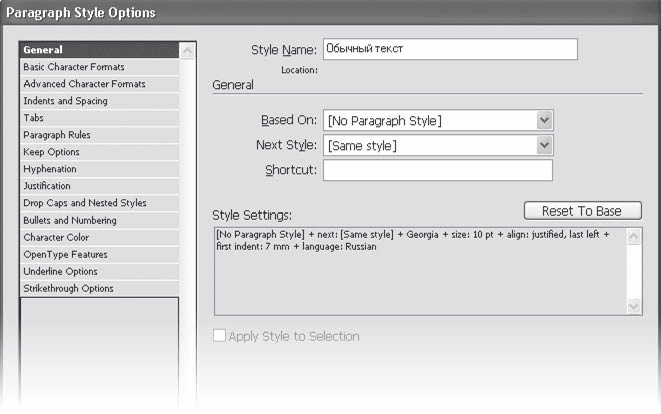 Paragraph Style Options
General
Basic Character Formats
Advanced Character Formats
Indents and Spacing
Tabs
Paragraph Rules
Keep Options
Hyphenation
Justification
Drop Caps and Nested Styles
Bullets and Numbering
Character Color
OpenType Features
Underline Options
Strikethrough Options
Style Name: Обычный текст
Location:
General
Based On: [No Paragraph Style]
Next Style: [Same style]
Shortcut:
Style Settings: Reset To Base
[No Paragraph Style] + next: [Same style] + Georgia + size: 10 pt + align: justified, last left +
first indent: 7 mm + language: Russian
Apply Style to Selection